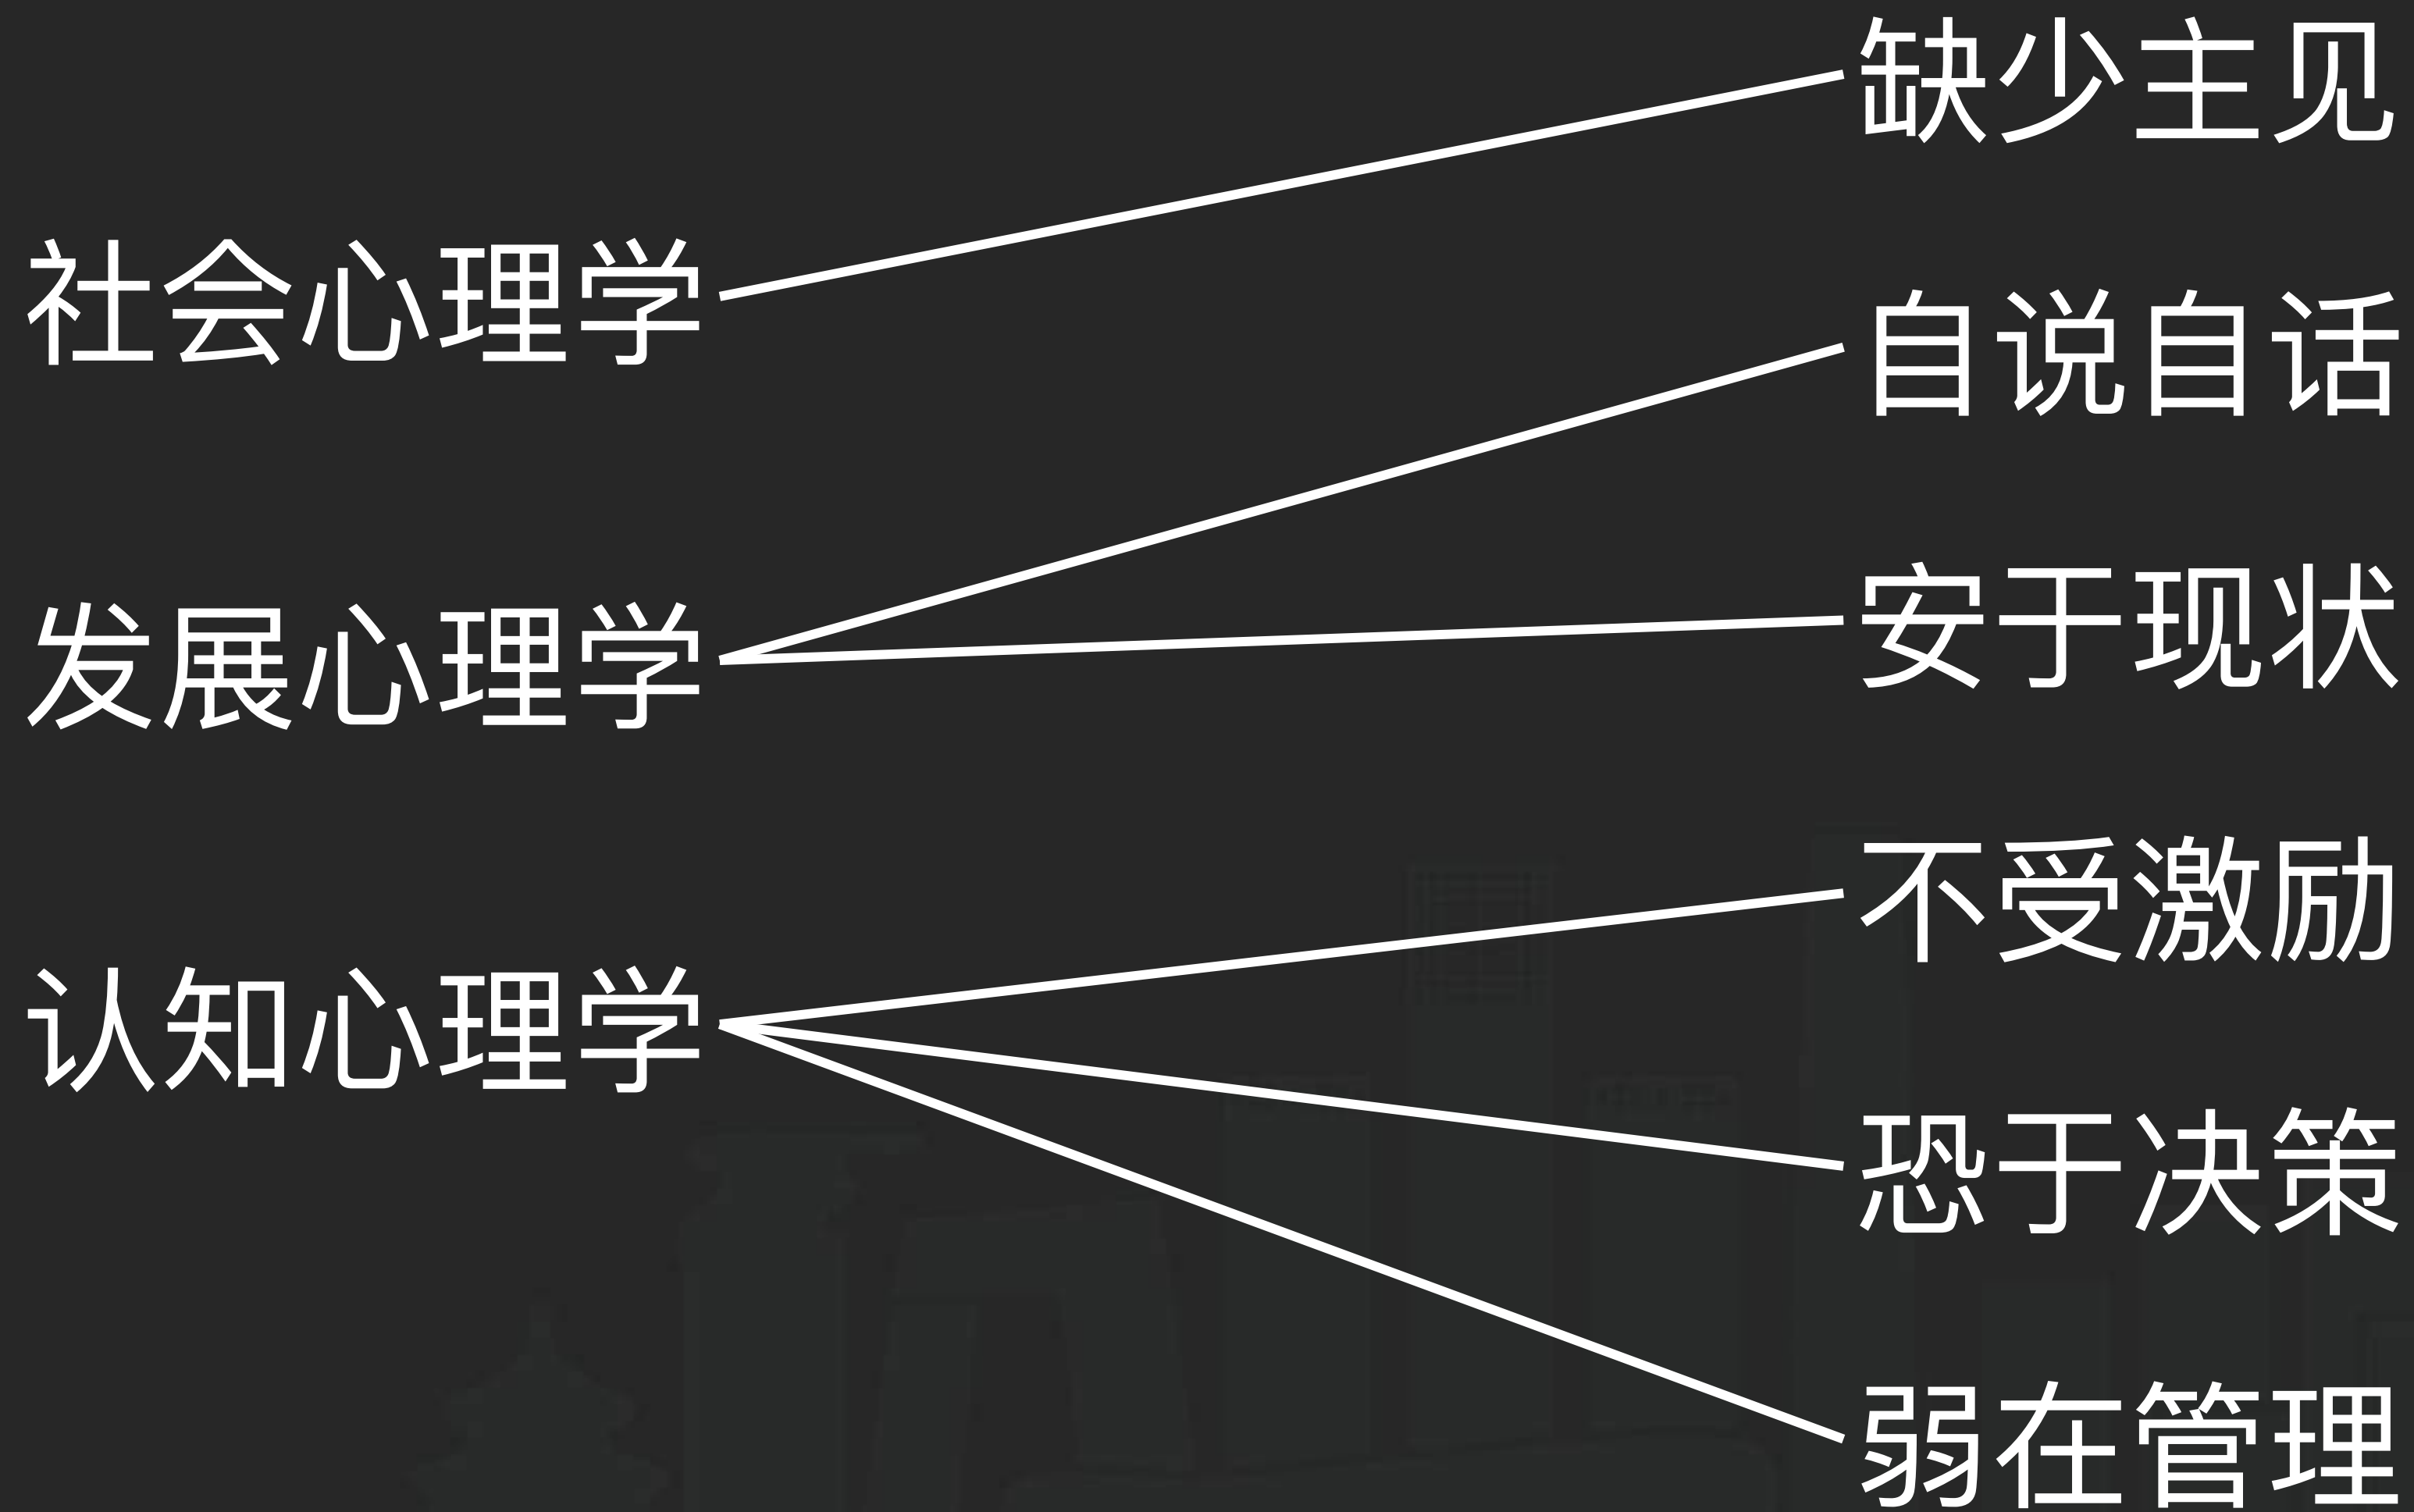 社会心理学
发展心理学
认知心理学
缺少主见
自说自话
安于现状
不受激励
恐于决策
弱在管理